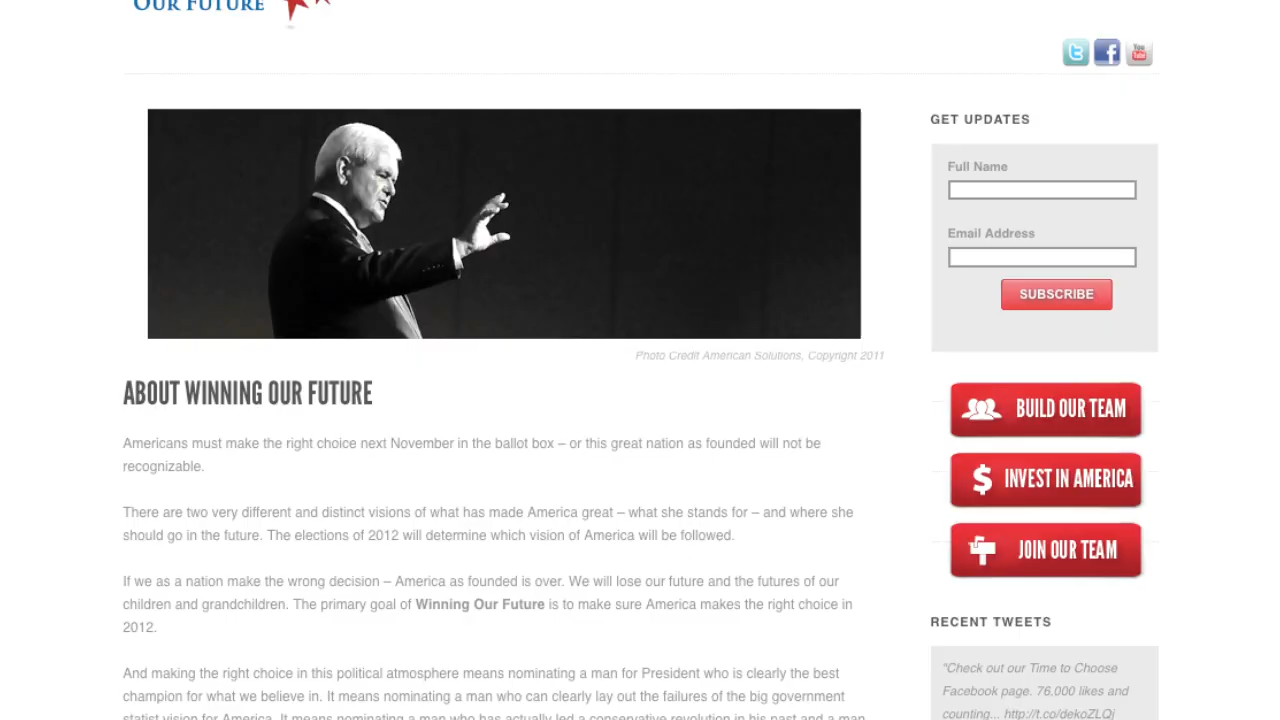 OUR FUTURE
GET UPDATES
Full Name
Email Address
SUBSCRIBE
Photo Credit American Solutions, Copyright 2011
ABOUT WINNING OUR FUTURE
Americans must make the right choice next November in the ballot box – or this great nation as founded will not be
recognizable.
There are two very different and distinct visions of what has made America great – what she stands for – and where she
should go in the future. The elections of 2012 will determine which vision of America will be followed.
If we as a nation make the wrong decision – America as founded is over. We will lose our future and the futures of our
children and grandchildren. The primary goal of Winning Our Future is to make sure America makes the right choice in
2012.
And making the right choice in this political atmosphere means nominating a man for President who is clearly the best
champion for what we believe in. It means nominating a man who can clearly lay out the failures of the big government
statist vision for America. It means nominating a man who has actually led a conservative revolution in his past and a man
BUILD OUR TEAM
INVEST IN AMERICA
JOIN OUR TEAM
RECENT TWEETS
"Check out our Time to Choose
Facebook page. 76,000 likes and
counting... http://t.co/dekoZLQj